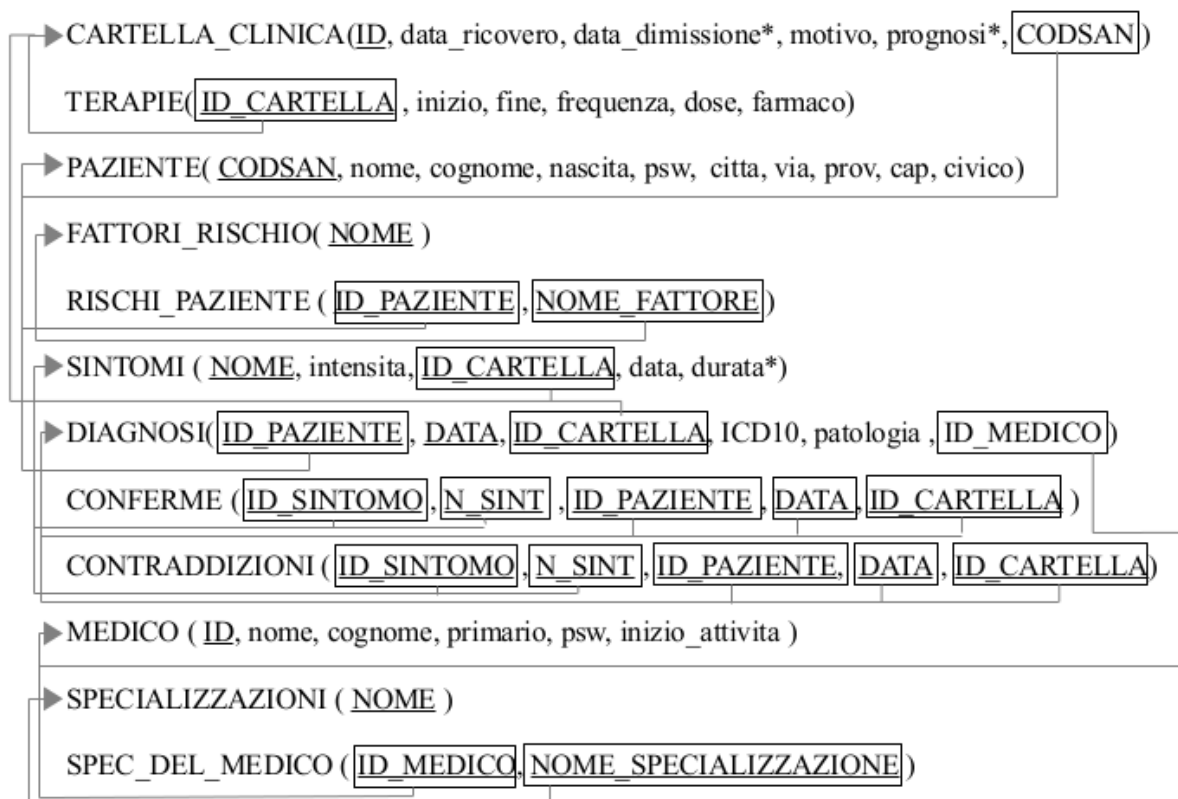 CARTELLA_CLINICA(ID, data_ricovero, data_dimissione*, motivo, prognosi*, CODSAN)
TERAPIE( ID_CARTELLA , inizio, fine, frequenza, dose, farmaco)
PAZIENTE( CODSAN, nome, cognome, nascita, psw, citta, via, prov, cap, civico)
FATTORI_RISCHIO( NOME )
RISCHI_PAZIENTE ( ID_PAZIENTE , NOME_FATTORE )
SINTOMI ( NOME, intensita, ID_CARTELLA, data, durata*)
DIAGNOSI( ID_PAZIENTE , DATA, ID_CARTELLA, ICD10, patologia , ID_MEDICO )
CONFERME ( ID_SINTOMO , N_SINT , ID_PAZIENTE , DATA , ID_CARTELLA )
CONTRADDIZIONI ( ID_SINTOMO , N_SINT , ID_PAZIENTE, DATA , ID_CARTELLA)
MEDICO ( ID, nome, cognome, primario, psw, inizio_attivita )
SPECIALIZZAZIONI ( NOME )
SPEC_DEL_MEDICO ( ID_MEDICO, NOME_SPECIALIZZAZIONE )